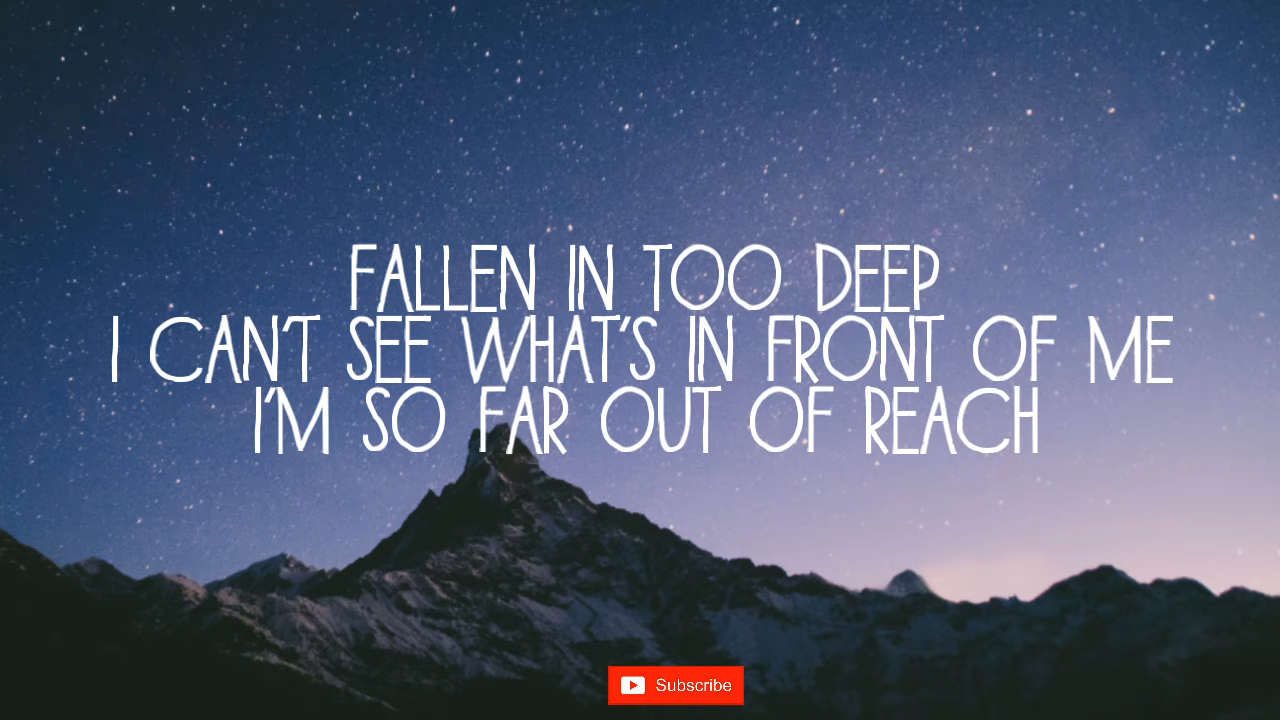 FALLEN IN TOO DEEP
I CAN'T SEE WHAT'S IN FRONT OF ME
I'M SO FAR OUT OF REACH
Subscribe